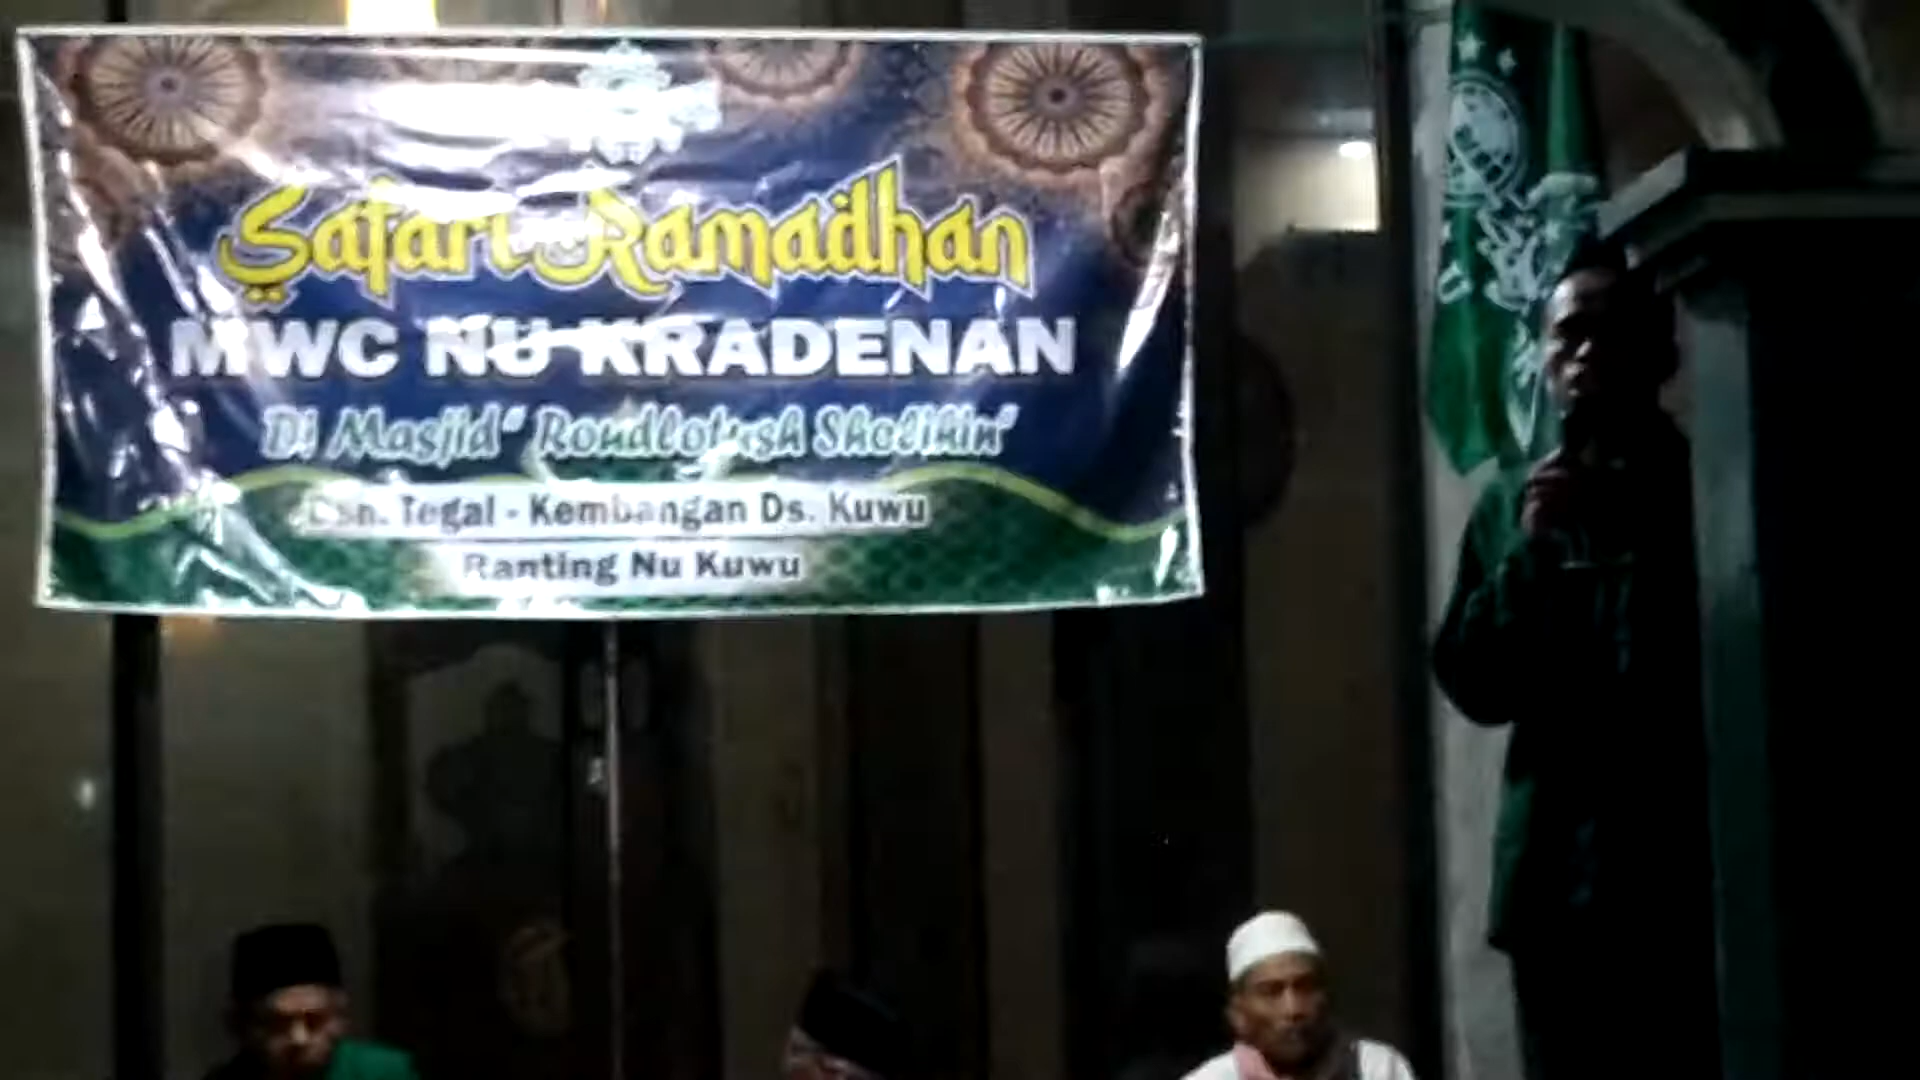 Safari Ramadhan
MWC NU KRADENAN
Di Masjid "Roudlotush Sholihin"
Dsn. Tegal - Kembangan Ds. Kuwu
Ranting Nu Kuwu